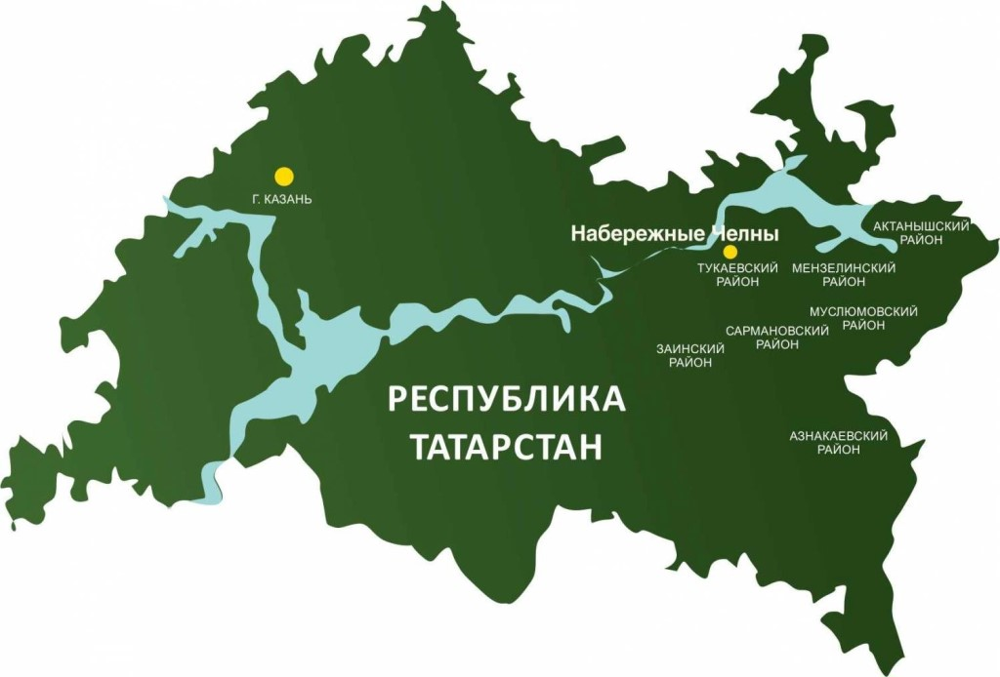 Г. КАЗАНЬ
Набережные Челны
АКТАНЫШСКИЙ
РАЙОН
ТУКАЕВСКИЙ
РАЙОН
МЕНЗЕЛИНСКИЙ
РАЙОН
МУСЛЮМОВСКИЙ
РАЙОН
САРМАНОВСКИЙ
РАЙОН
ЗАИНСКИЙ
РАЙОН
РЕСПУБЛИКА
ТАТАРСТАН
АЗНАКАЕВСКИЙ
РАЙОН